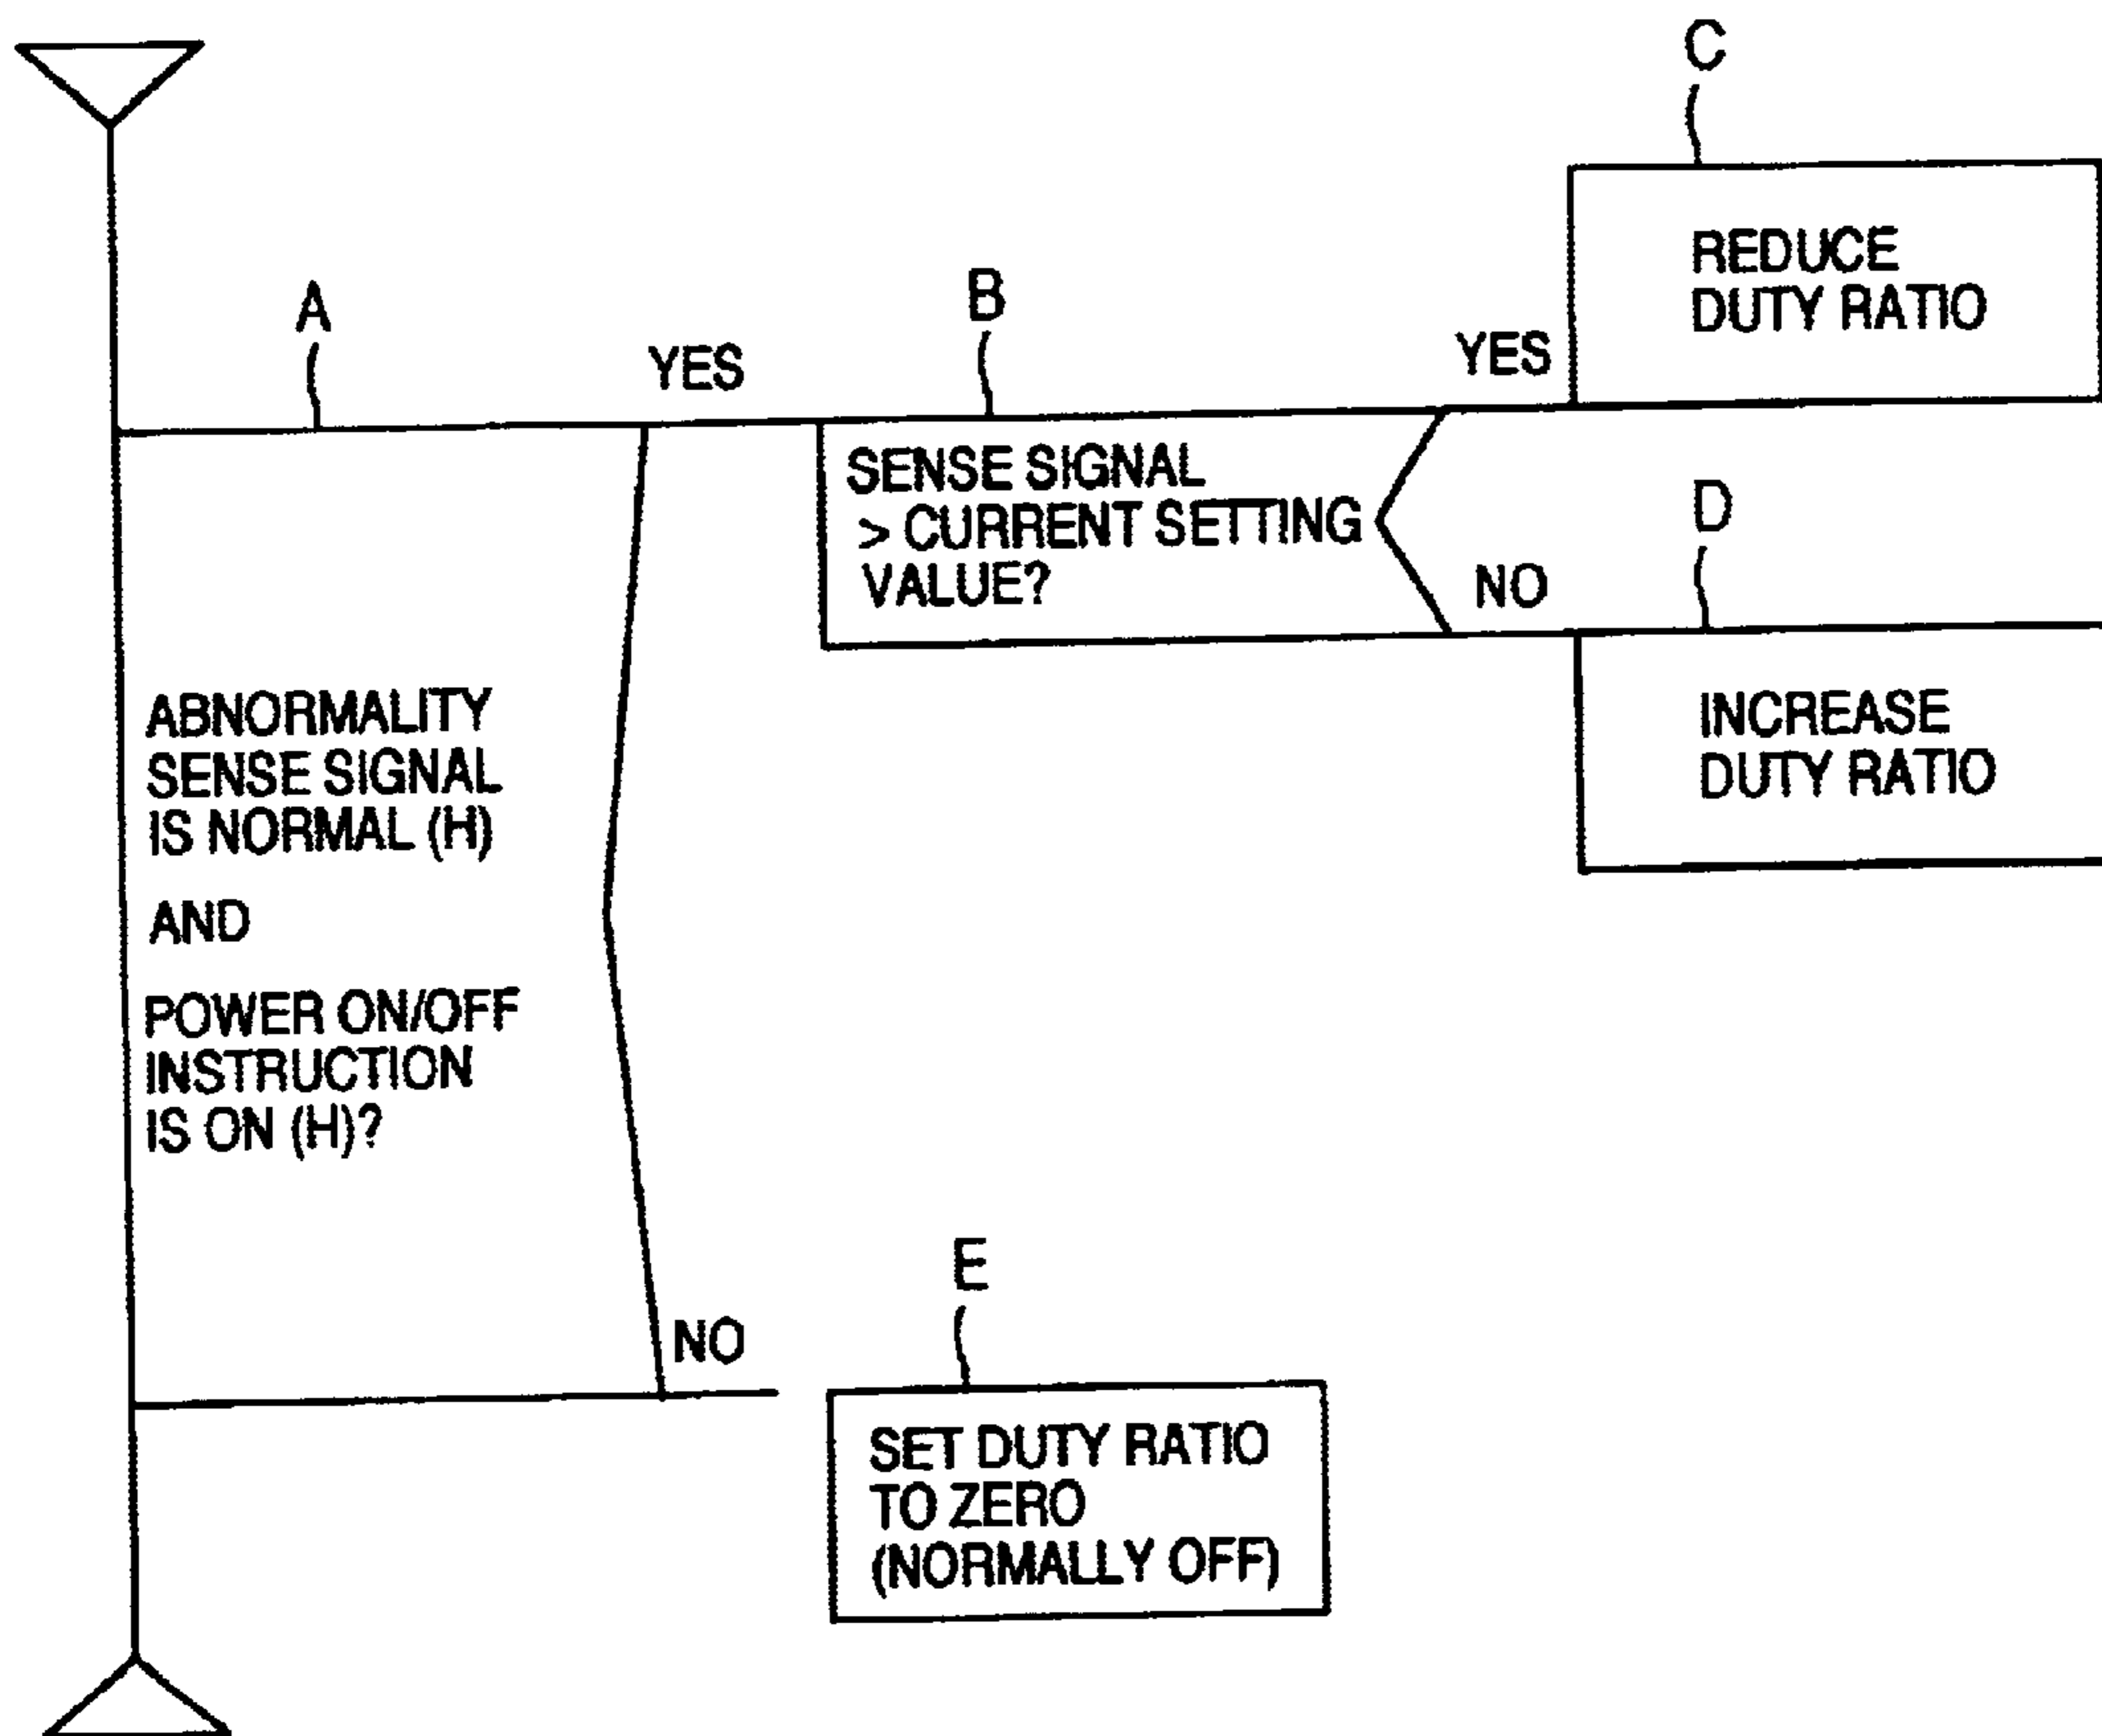 C
REDUCE
DUTY RATIO
A
B
YES
YES
SENSE SIGNAL
> CURRENT SETTING
VALUE?
D
NO
ABNORMALITY
SENSE SIGNAL
IS NORMAL (H)
AND
POWER ON/OFF
INSTRUCTION
IS ON (H)?
INCREASE
DUTY RATIO
E
NO
SET DUTY RATIO
TO ZERO
(NORMALLY OFF)